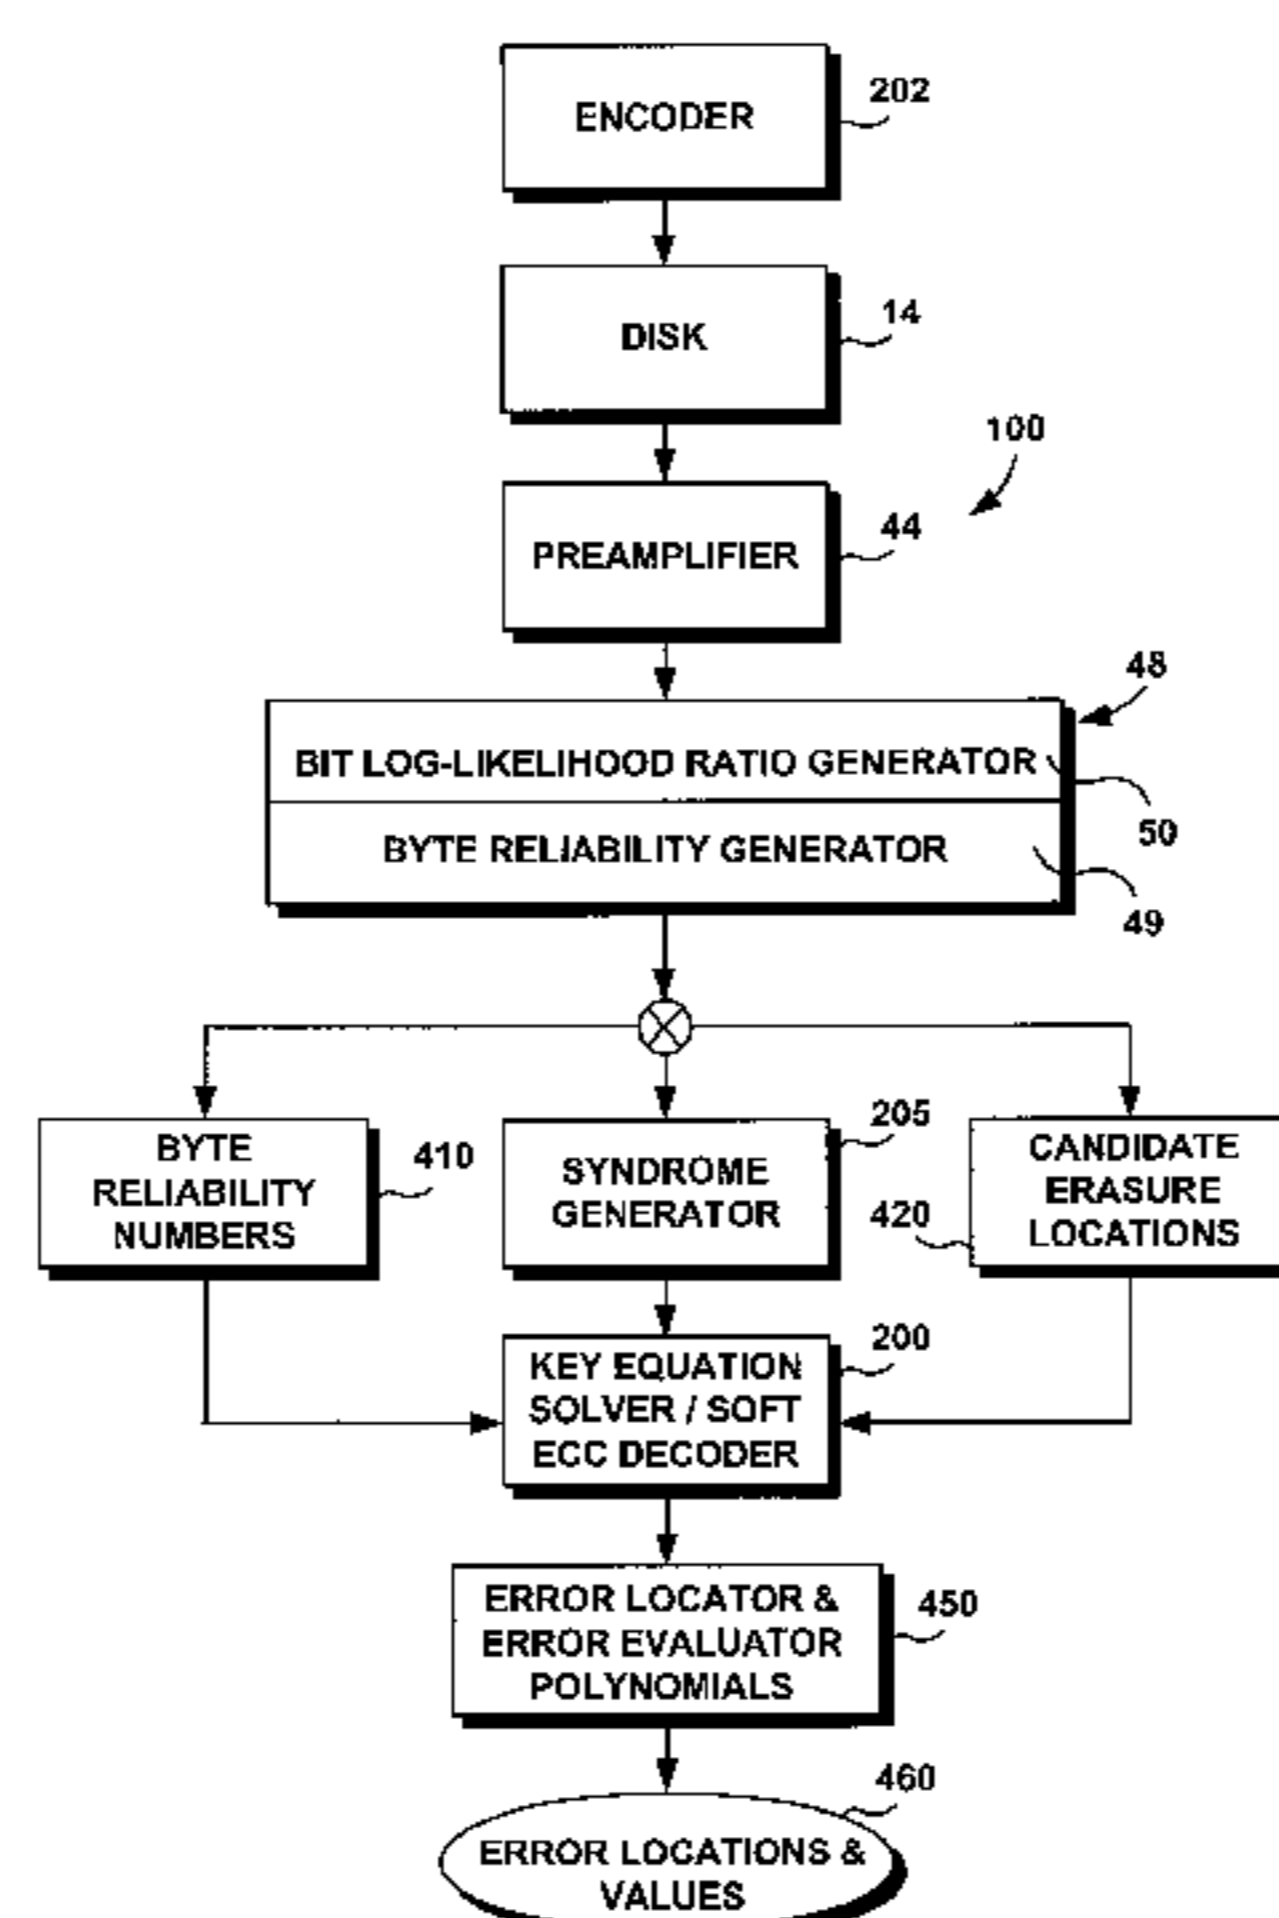 ENCODER
202
DISK
14
100
PREAMPLIFIER
44
48
BIT LOG-LIKELIHOOD RATIO GENERATOR
50
BYTE RELIABILITY GENERATOR
49
BYTE
RELIABILITY
NUMBERS
410
SYNDROME
GENERATOR
205
CANDIDATE
ERASURE
LOCATIONS
420
KEY EQUATION
SOLVER / SOFT
ECC DECODER
200
ERROR LOCATOR &
ERROR EVALUATOR
POLYNOMIALS
450
460
ERROR LOCATIONS &
VALUES